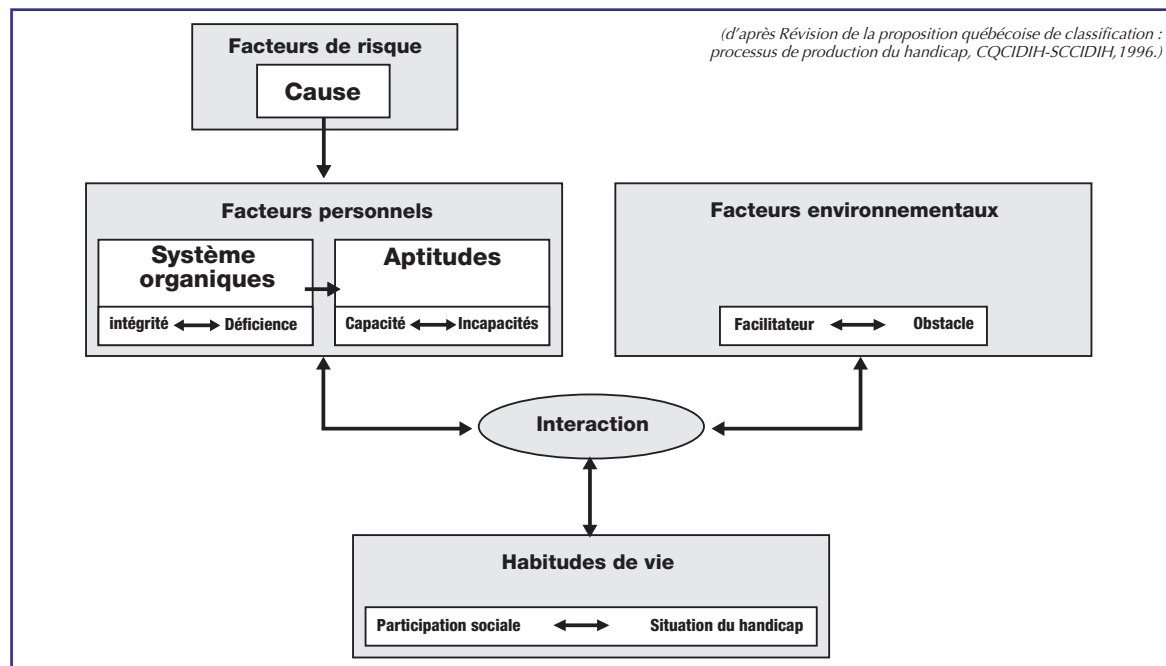 (d'après Révision de la proposition québécoise de classification :
processus de production du handicap, CQCIDIH-SCCIDIH,1996.)
Facteurs de risque
Cause
Facteurs personnels
Système
organiques
intégrité
Déficience
Aptitudes
Capacité
Incapacités
Facteurs environnementaux
Facilitateur
Obstacle
Interaction
Habitudes de vie
Participation sociale
Situation du handicap